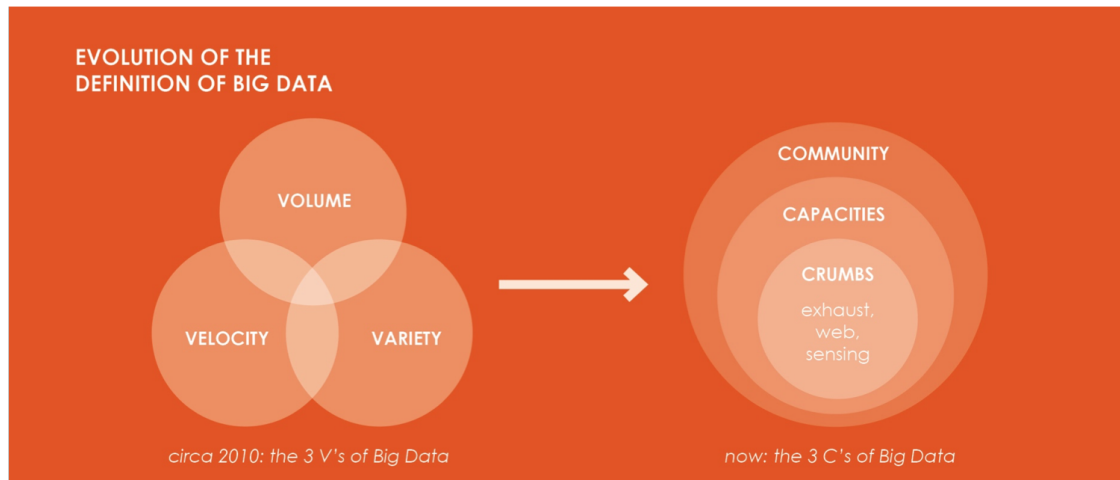 EVOLUTION OF THE
DEFINITION OF BIG DATA
VOLUME
VELOCITY
VARIETY
circa 2010: the 3 V's of Big Data
COMMUNITY
CAPACITIES
CRUMBS
exhaust,
web,
sensing
now: the 3 C's of Big Data